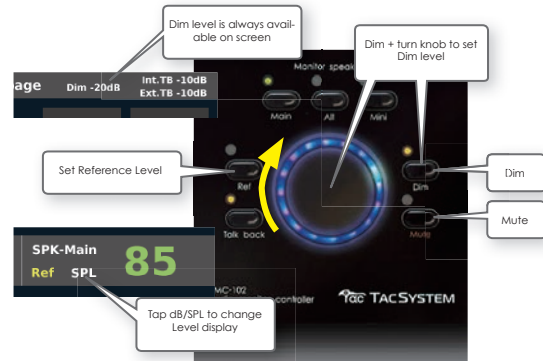 Dim level is always avail-
able on screen
Dim + turn knob to set
Dim level
age Dim -20dB Int.TB -10dB
Ext.TB -10dB
Monitor speak
Main All Mini
Set Reference Level
Ref
Dim
Dim
Talk back
Mute
Mute
SPK-Main
Ref SPL
85
MC-102
controller
Tac TACSYSTEM
Tap dB/SPL to change
Level display